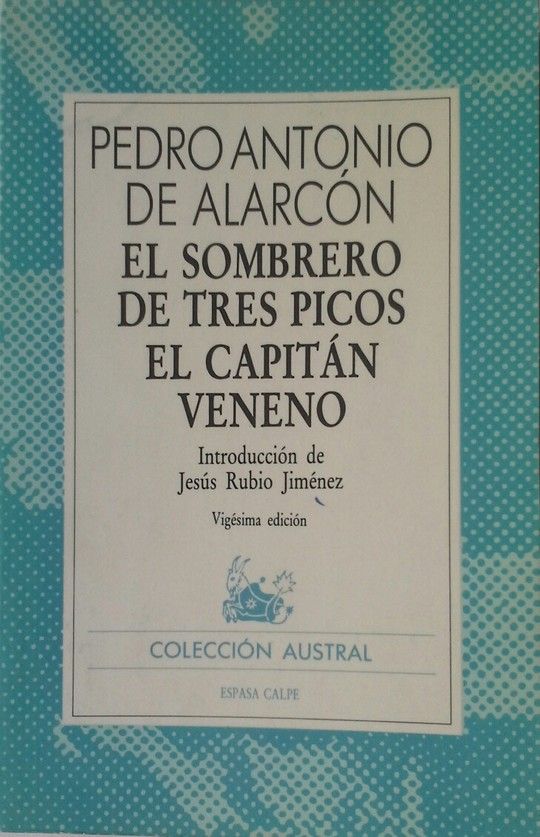 PEDRO ANTONIO
DE ALARCÓN
EL SOMBRERO
DE TRES PICOS
EL CAPITÁN
VENENO
Introducción de
Jesús Rubio Jiménez
Vigésima edición
COLECCIÓN AUSTRAL
ESPASA CALPE